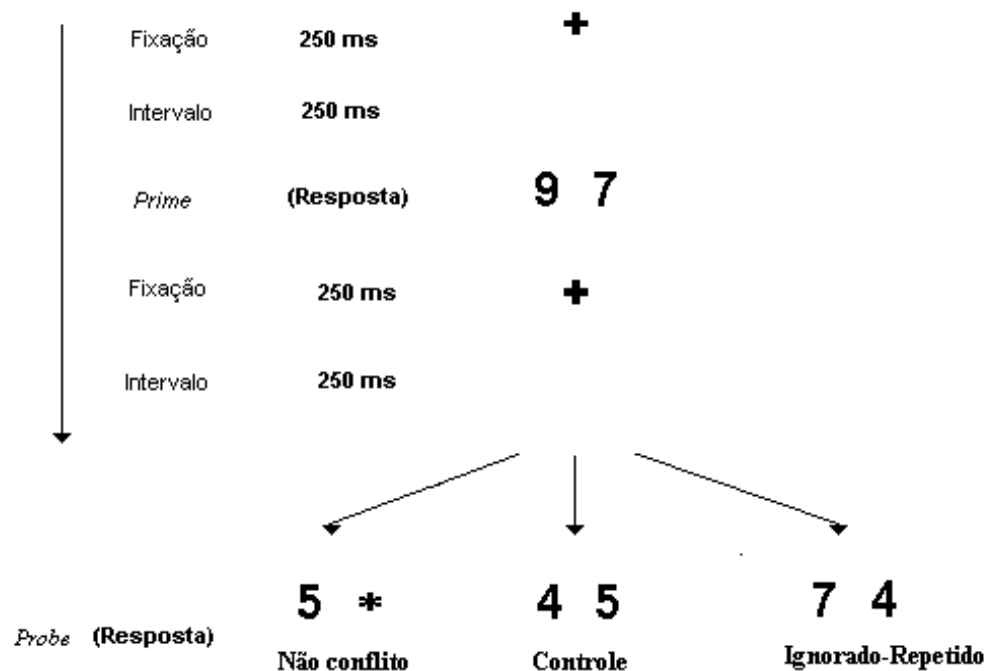 Fixação 250 ms +
Intervalo 250 ms
Prime (Resposta) 9 7
Fixação 250 ms +
Intervalo 250 ms
5 * 4 5 7 4
Probe (Resposta)
Não conflito Controle Ignorado-Repetido